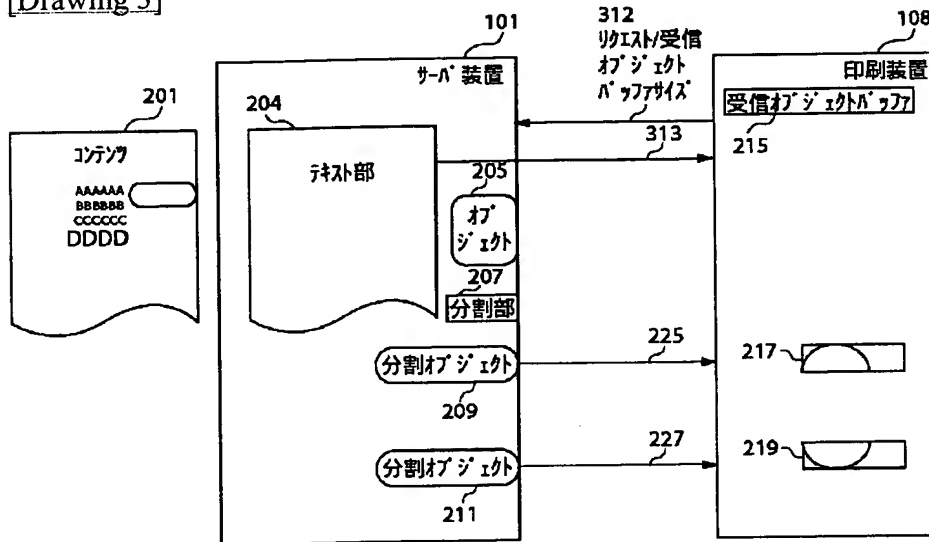 [Drawing 3]
101
312
リクエスト/受信
オブジェクト
バッファサイズ
108
サーバ装置
印刷装置
受信オブジェクトバッファ
215
201
コンテンツ
AAAAAA
BBBBBB
CCCCCC
DDDD
204
テキスト部
313
205
オブ
ジェクト
207
分割部
分割オブジェクト
209
225
217
分割オブジェクト
211
227
219